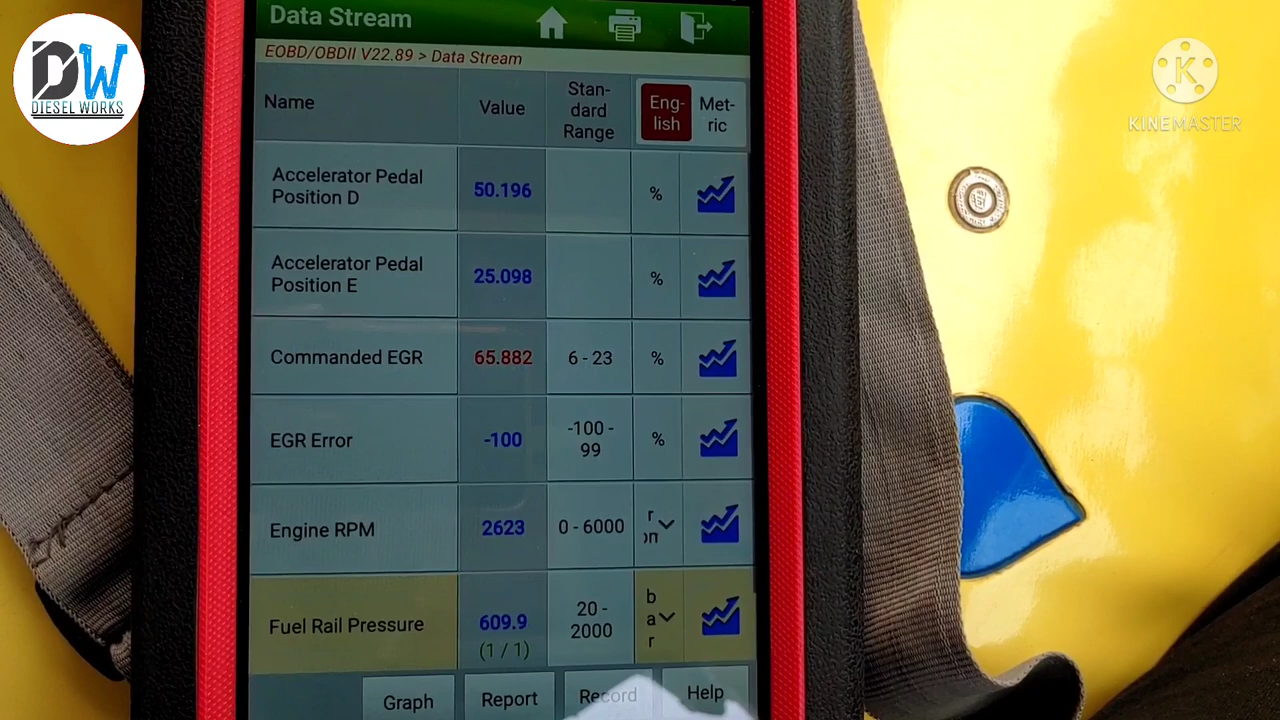 DW
DIESEL WORKS
K
KINEMASTER
Data Stream
EOBD/OBDII V22.89 > Data Stream
Name
Value
Stan-
dard
Range
Eng-
lish
Met-
ric
Accelerator Pedal
Position D
50.196
%
Accelerator Pedal
Position E
25.098
%
Commanded EGR
65.882
6 - 23
%
EGR Error
-100
-100 -
99
%
Engine RPM
2623
0 - 6000
Fuel Rail Pressure
609.9
(1 / 1)
20 -
2000
b
a
r
Graph
Report
Record
Help